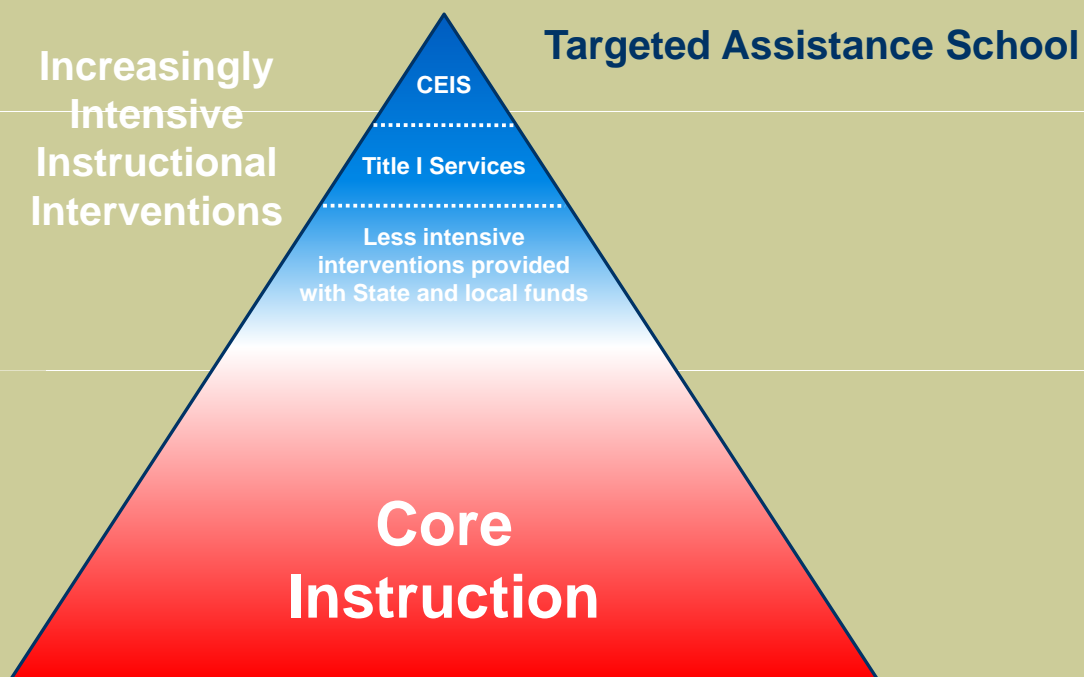 Targeted Assistance School
Increasingly
Intensive
Instructional
Interventions
CEIS
Title I Services
Less intensive
interventions provided
with State and local funds
Core
Instruction